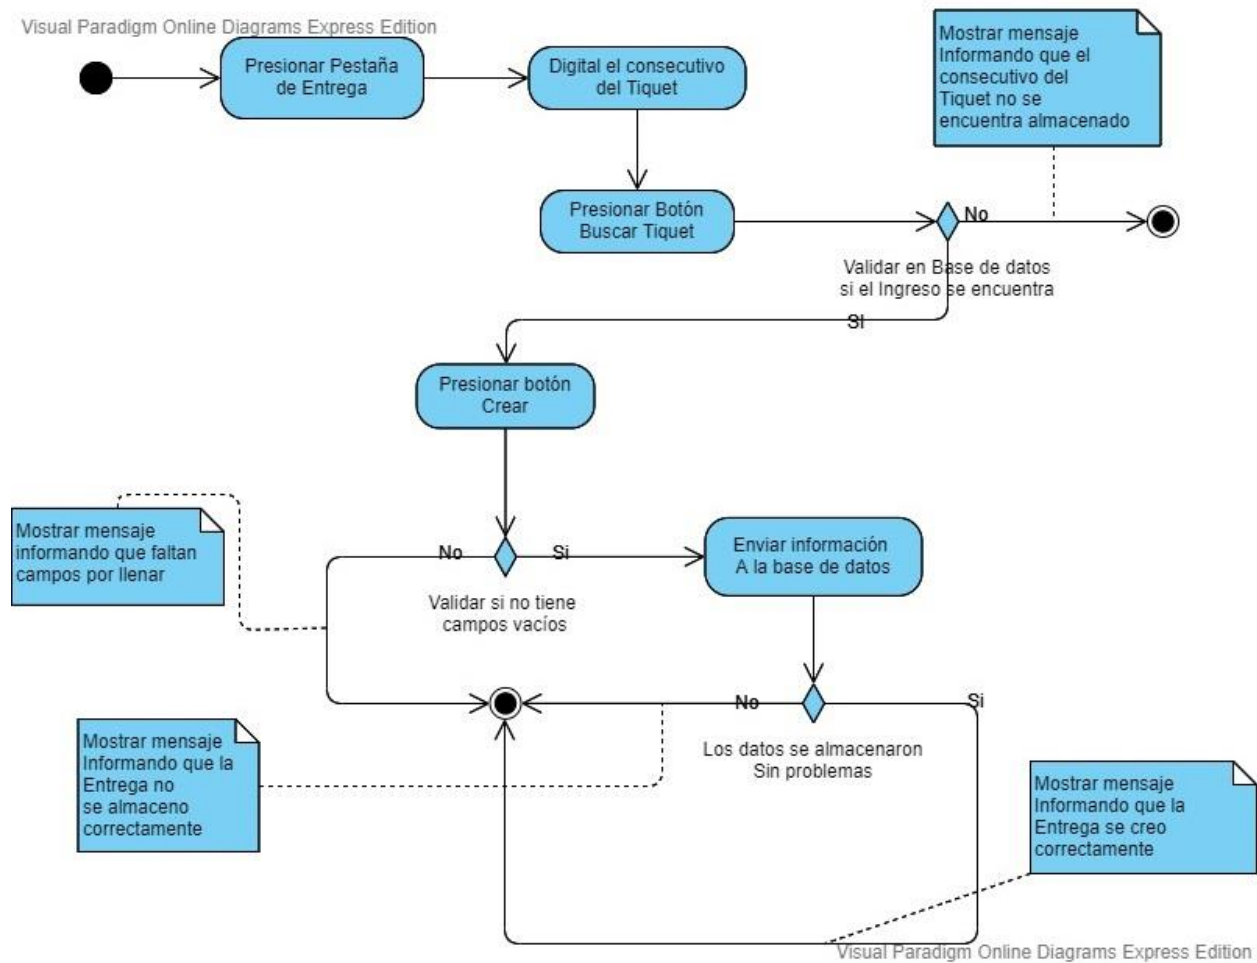 Visual Paradigm Online Diagrams Express Edition
Presionar Pestaña
de Entrega
Digital el consecutivo
del Tiquet
Mostrar mensaje
Informando que el
consecutivo del
Tiquet no se
encuentra almacenado
Presionar Botón
Buscar Tiquet
No
Validar en Base de datos
si el Ingreso se encuentra
SI
Presionar botón
Crear
Mostrar mensaje
informando que faltan
campos por llenar
No
Si
Enviar información
A la base de datos
Validar si no tiene
campos vacíos
No
Si
Mostrar mensaje
Informando que la
Entrega no
se almaceno
correctamente
Los datos se almacenaron
Sin problemas
Mostrar mensaje
Informando que la
Entrega se creo
correctamente
Visual Paradigm Online Diagrams Express Edition